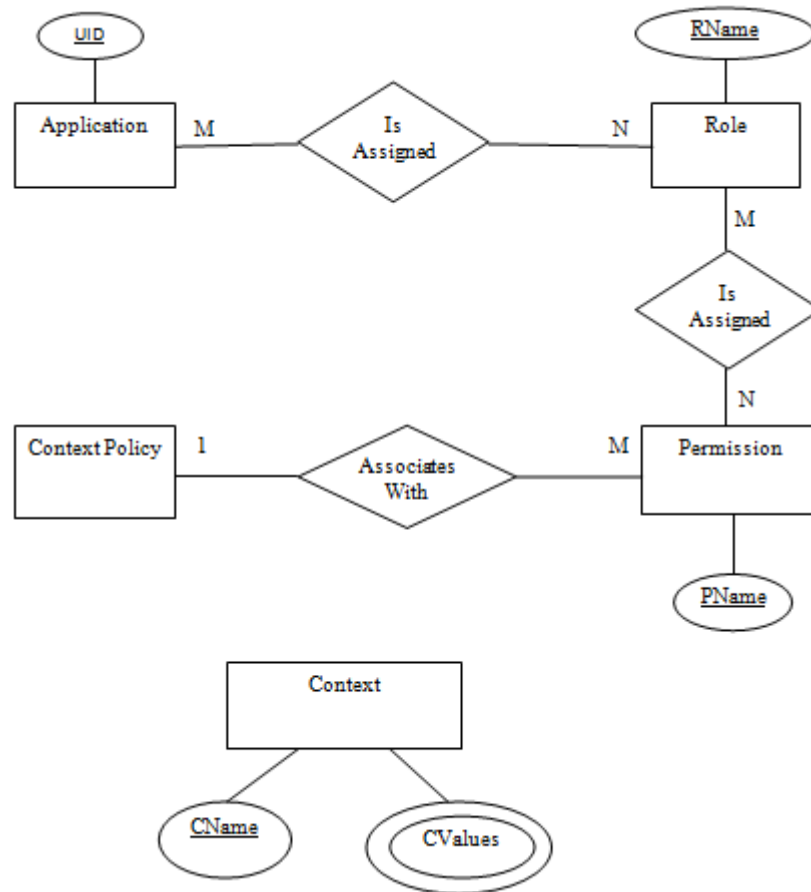 UID
RName
Application
M
Is
Assigned
N
Role
M
Is
Assigned
N
Context Policy
1
Associates
With
M
Permission
PName
Context
CName
CValues